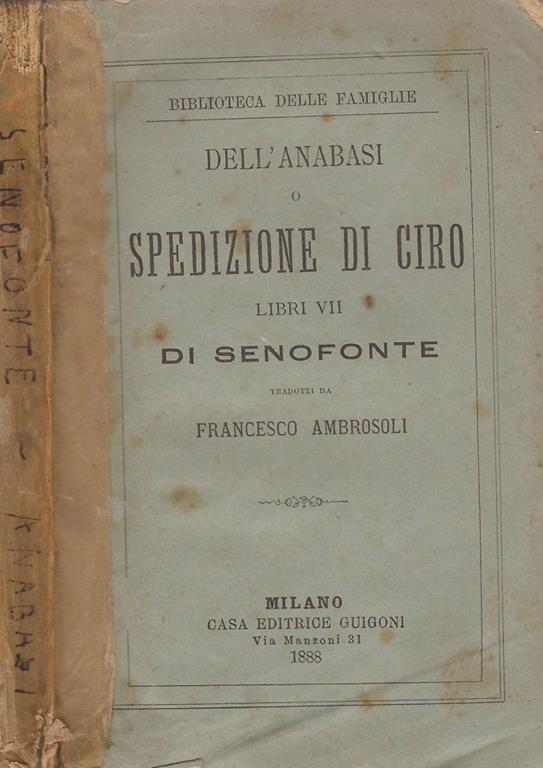 SENOFONTE ~ ANABASI
BIBLIOTECA DELLE FAMIGLIE
DELL'ANABASI
O
SPEDIZIONE DI CIRO
LIBRI VII
DI SENOFONTE
TRADOTTI DA
FRANCESCO AMBROSOLI
MILANO
CASA EDITRICE GUIGONI
Via Manzoni 31
1888